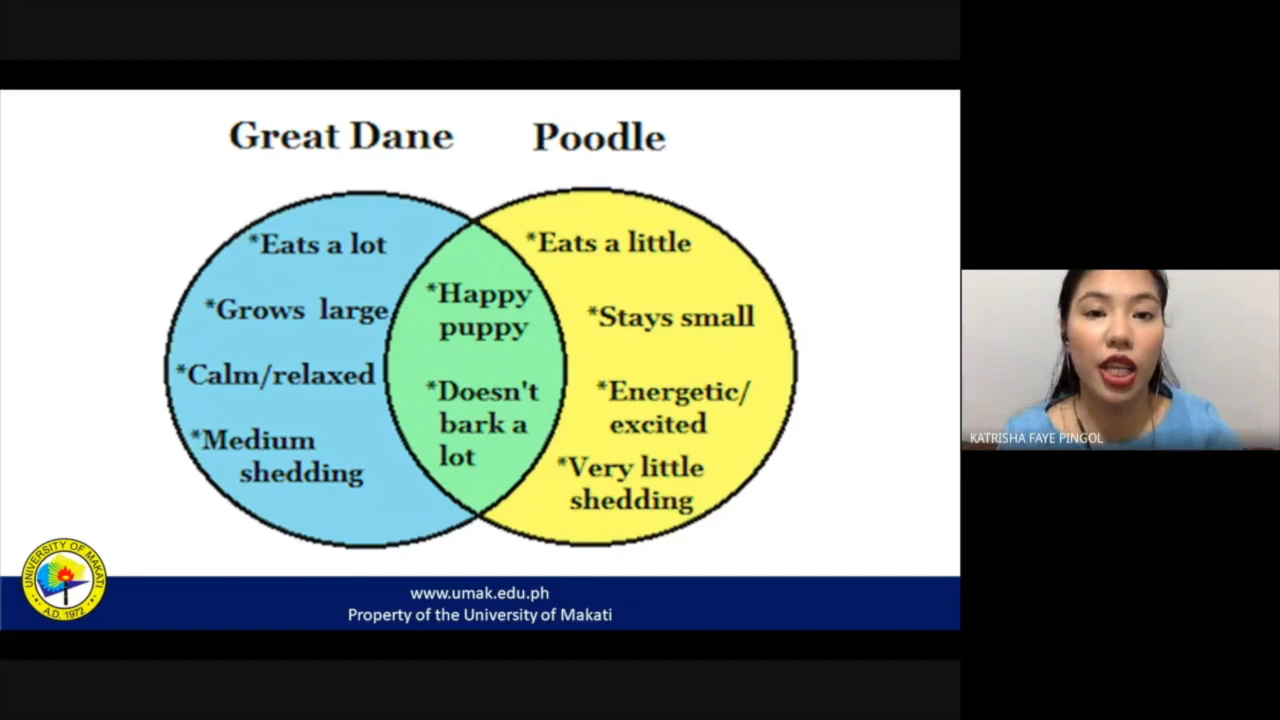 Great Dane
Poodle
*Eats a lot
*Grows large
*Calm/relaxed
*Medium
shedding
*Happy
puppy
*Doesn't
bark a
lot
*Eats a little
*Stays small
*Energetic/
excited
*Very little
shedding
UNIVERSITY OF MAKATI
A.D. 1972
www.umak.edu.ph
Property of the University of Makati
KATRISHA FAYE PINGOL